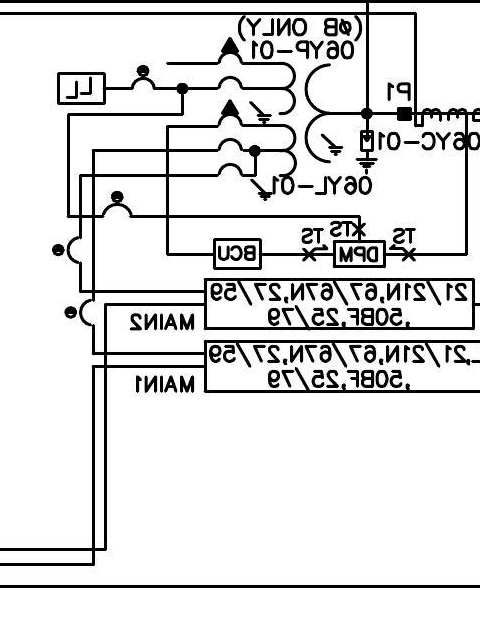 (ØB ONLY)
06YP-01
LL
P1
06YC-01
06YL-01
TS
TS
TS
BCU
DPM
21/21N,67/67N,27/59
,50BF,25/79
MAIN2
21/21N,67/67N,27/59
,50BF,25/79
MAIN1